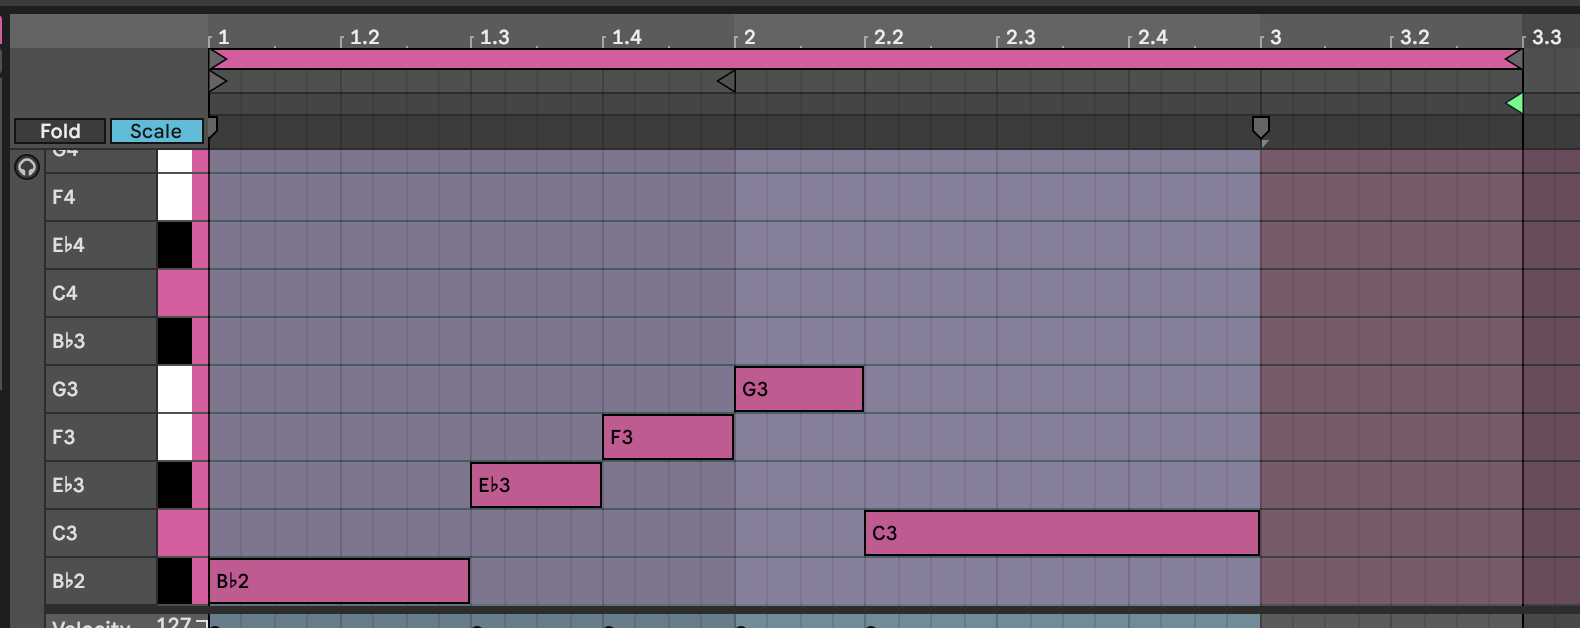 1 1.2 1.3 1.4 2 2.2 2.3 2.4 3 3.2 3.3
Fold Scale
G4
F4
E♭4
C4
B♭3
G3 G3
F3 F3
E♭3 E♭3
C3 C3
B♭2 B♭2
Velocity 127